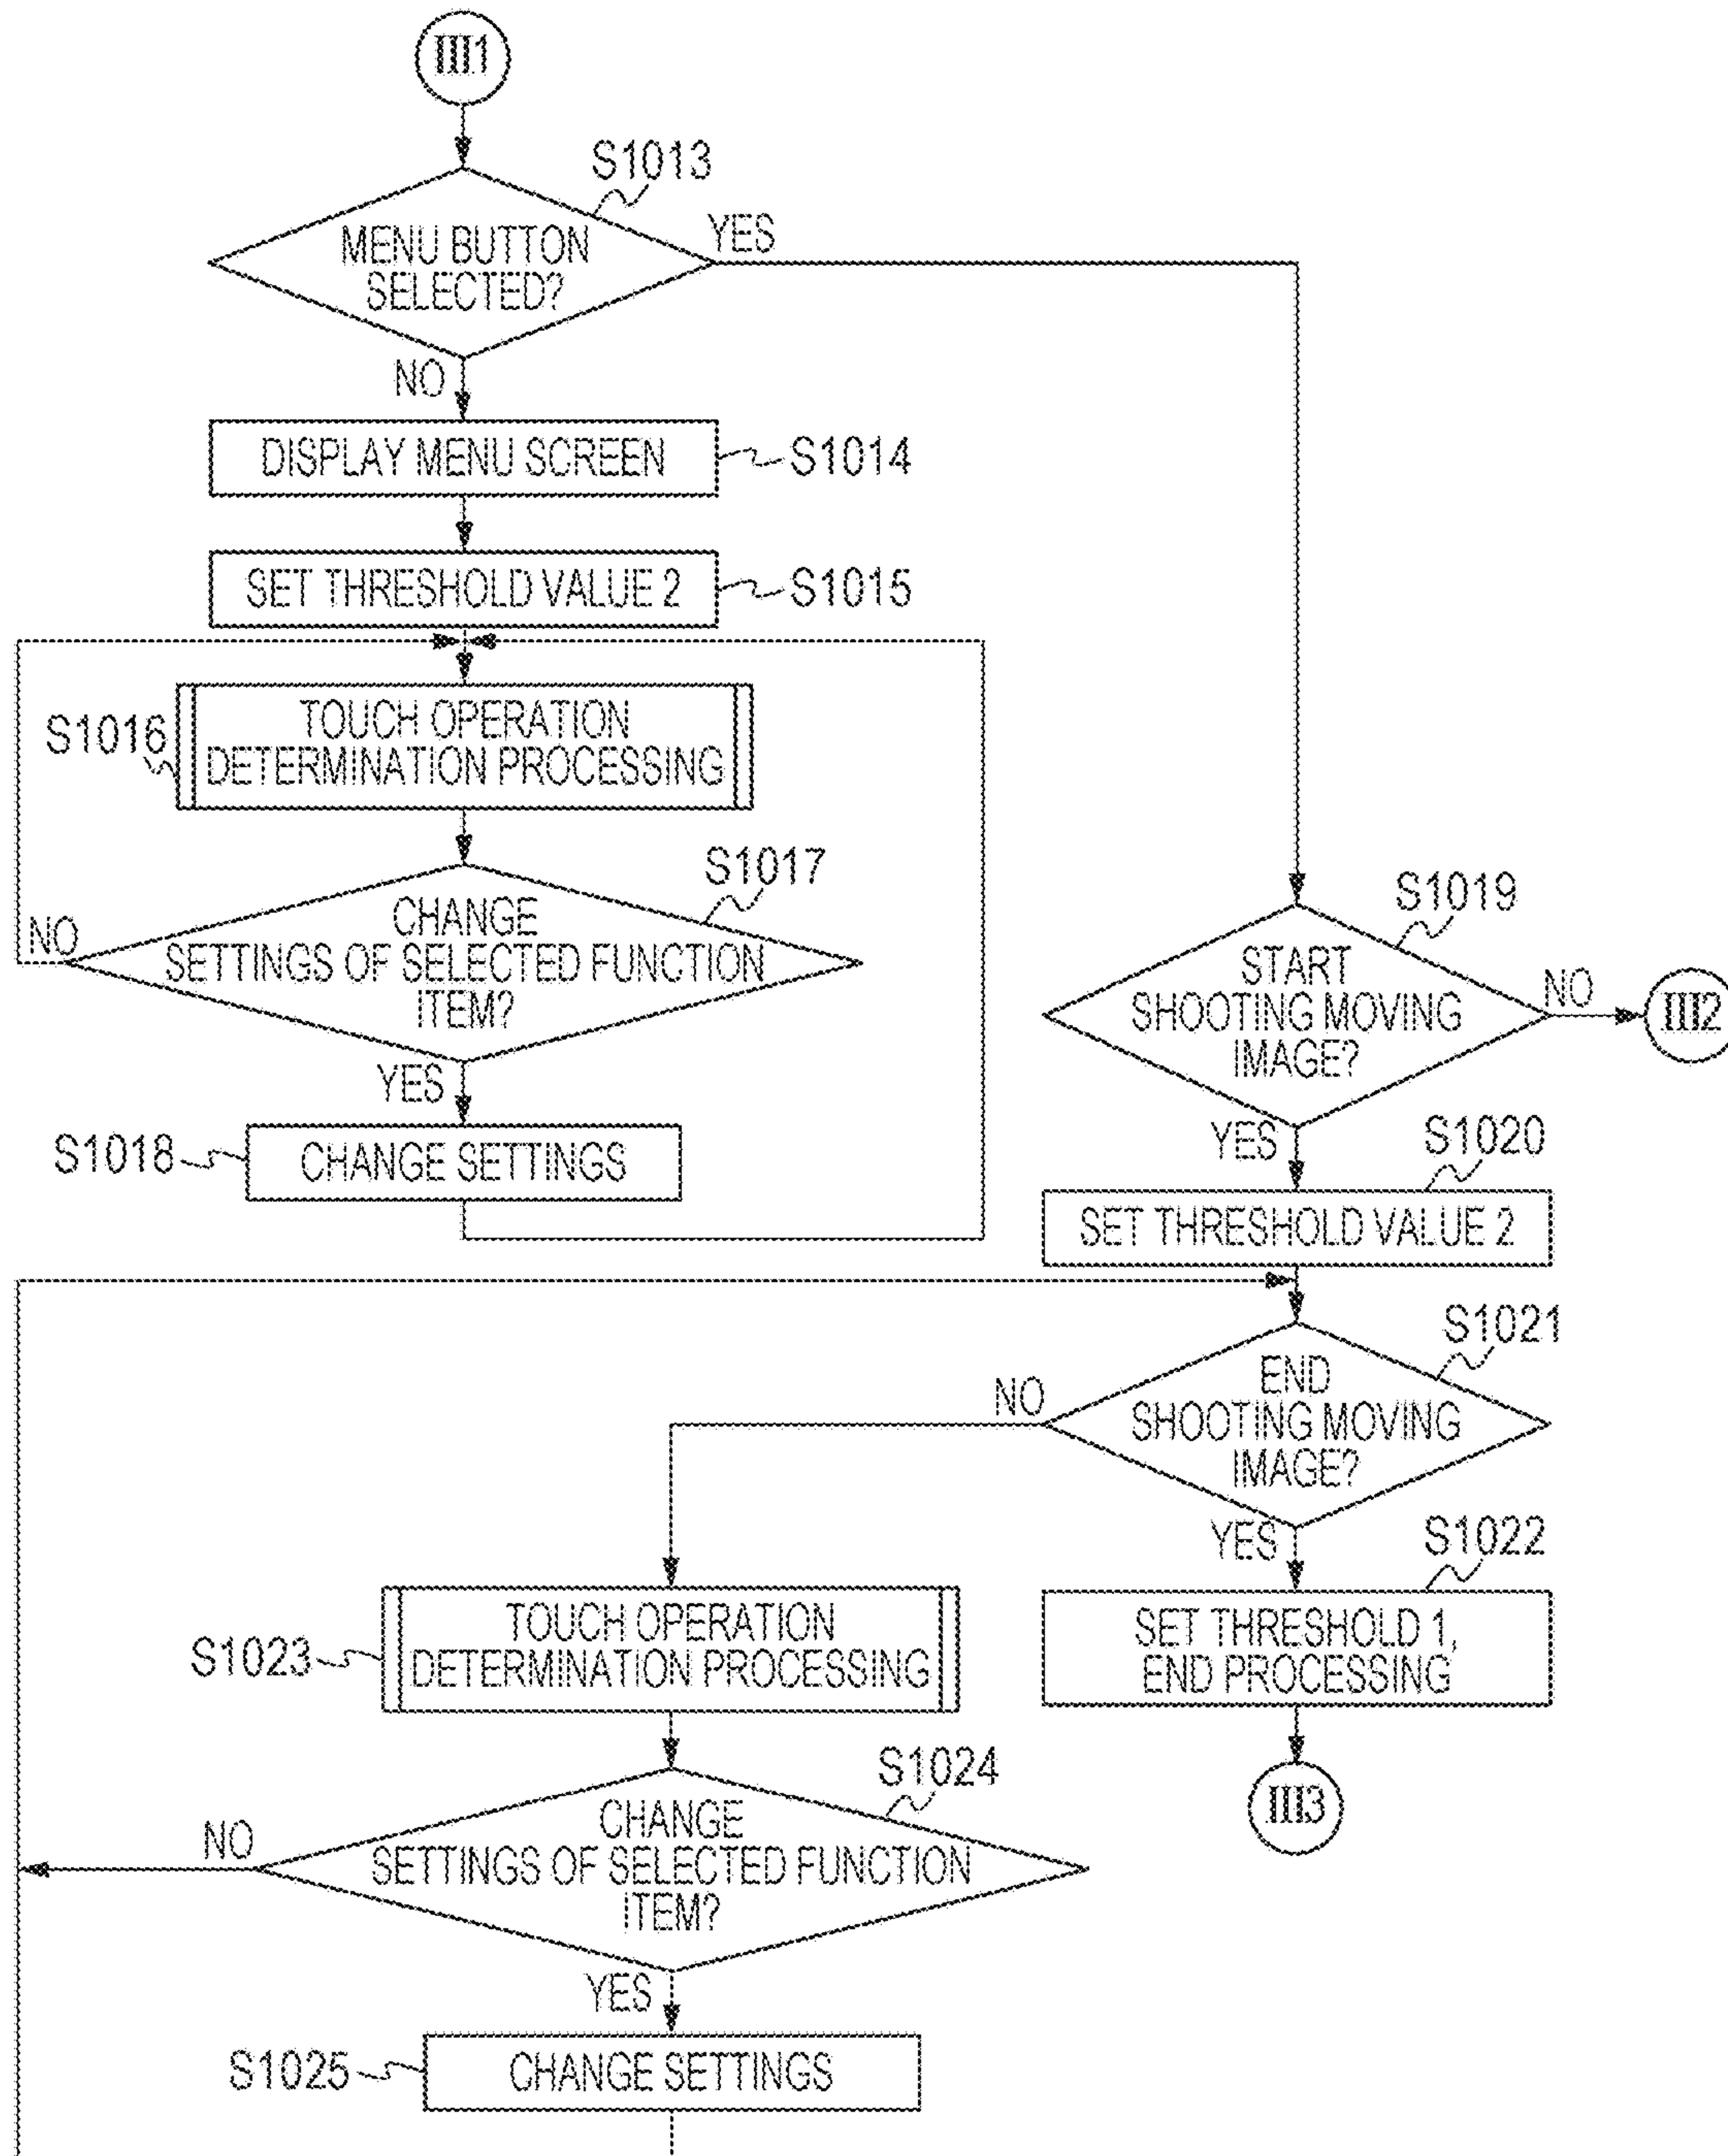 III1
S1013
MENU BUTTON
SELECTED?
YES
NO
DISPLAY MENU SCREEN
S1014
SET THRESHOLD VALUE 2
S1015
S1016
TOUCH OPERATION
DETERMINATION PROCESSING
S1017
CHANGE
SETTINGS OF SELECTED FUNCTION
ITEM?
NO
YES
S1018
CHANGE SETTINGS
S1019
START
SHOOTING MOVING
IMAGE?
NO
III2
YES
S1020
SET THRESHOLD VALUE 2
S1021
END
SHOOTING MOVING
IMAGE?
NO
YES
S1022
SET THRESHOLD 1,
END PROCESSING
III3
S1023
TOUCH OPERATION
DETERMINATION PROCESSING
S1024
CHANGE
SETTINGS OF SELECTED FUNCTION
ITEM?
NO
YES
S1025
CHANGE SETTINGS